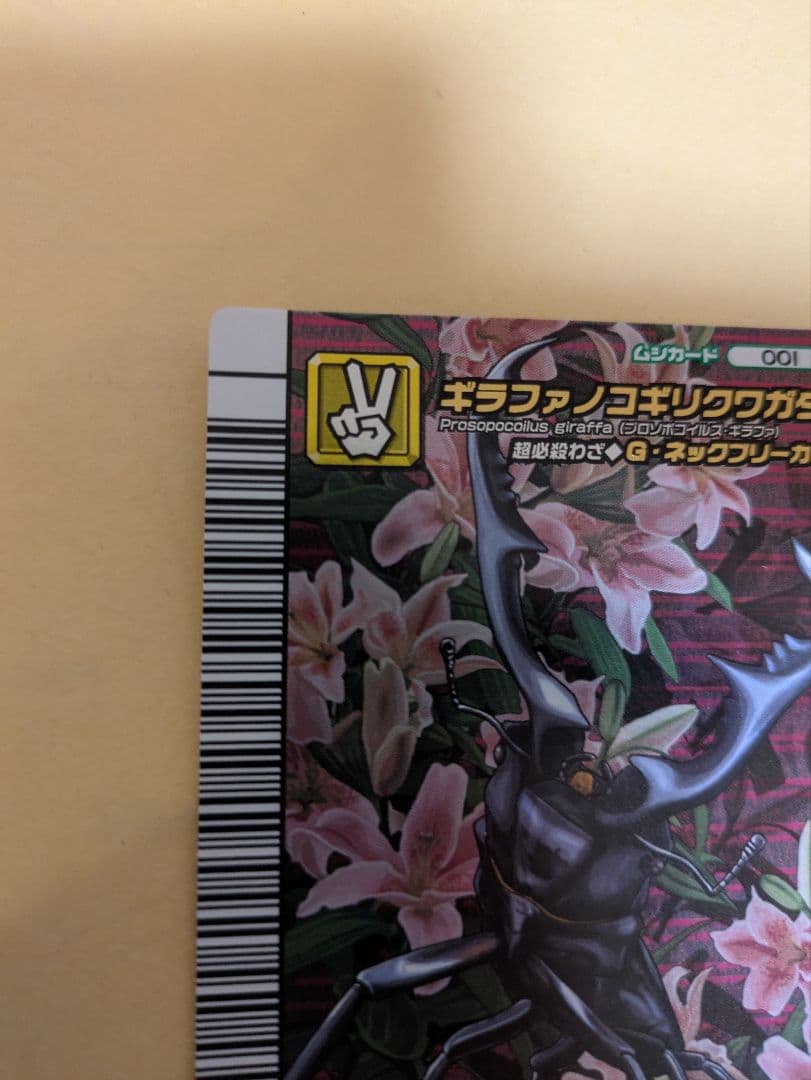 ムシカード 001
ギラファノコギリクワガタ
Prosopocoilus giraffa (プロソポコイルス・ギラファ)
超必殺わざ◆G・ネックブリーカ